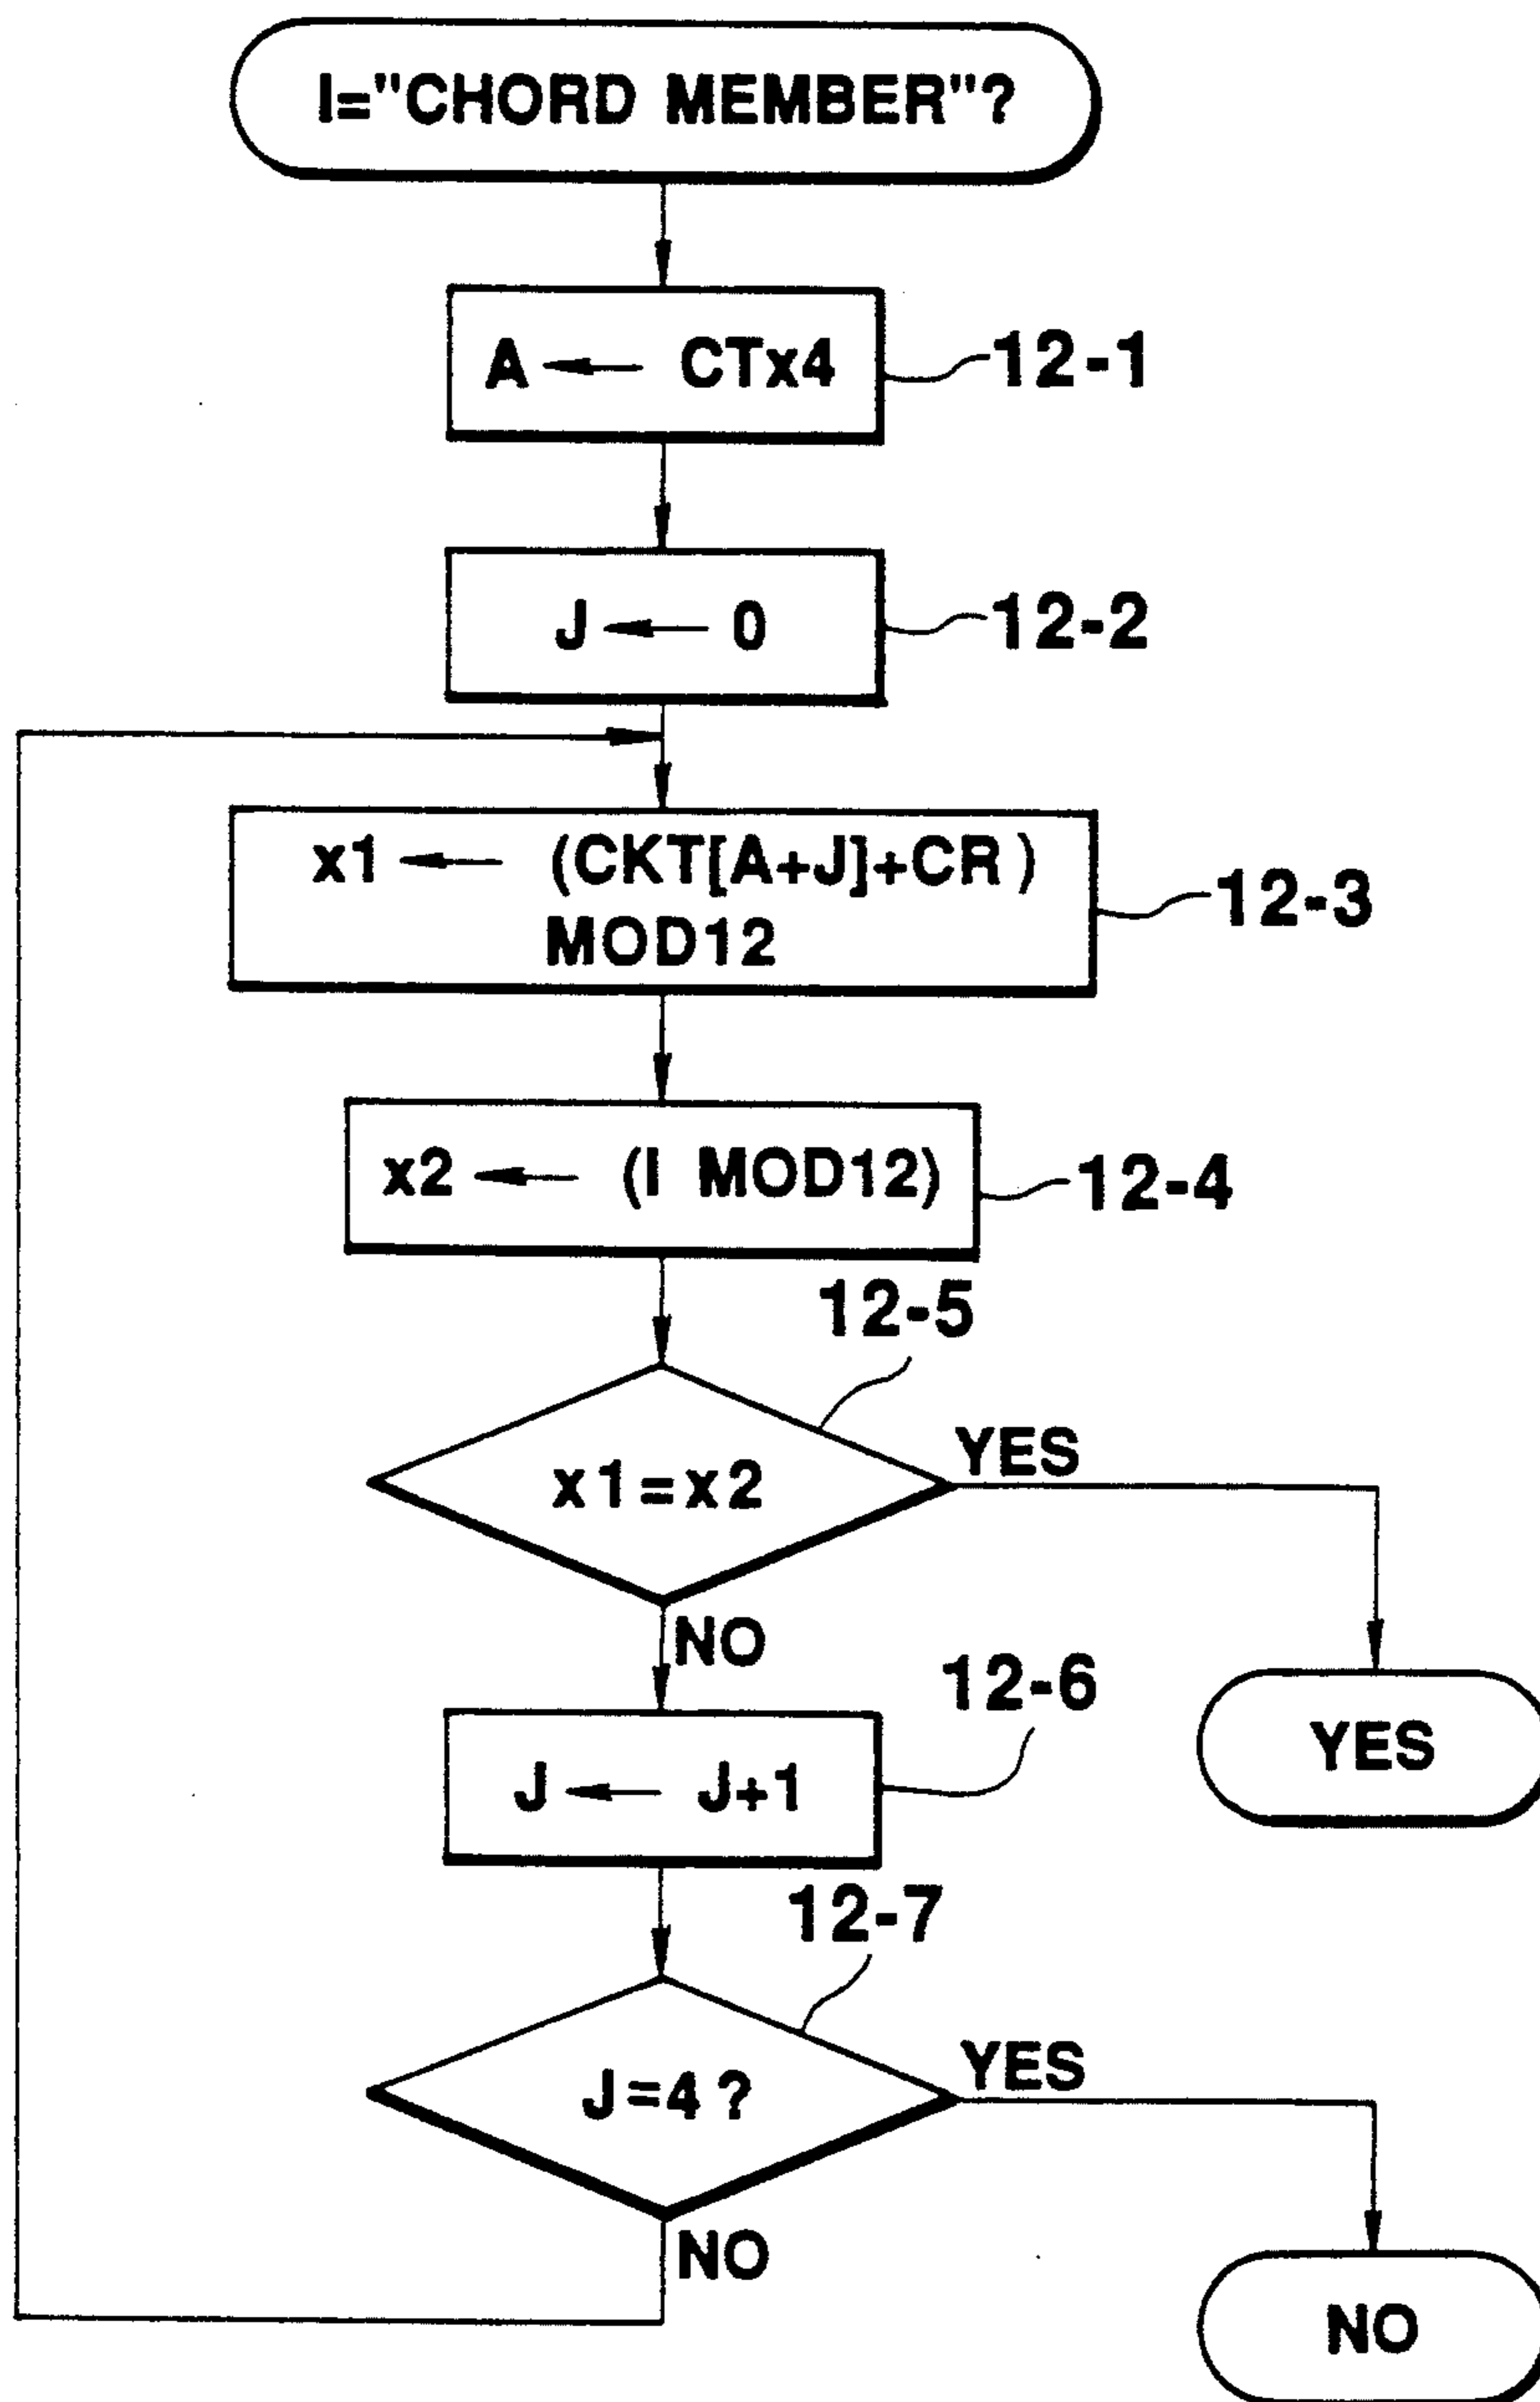 I="CHORD MEMBER"?
A ← CTx4
12-1
J ← 0
12-2
x1 ← (CKT[A+J]+CR)
MOD12
12-3
x2 ← (I MOD12)
12-4
12-5
x1=x2
YES
NO
12-6
YES
J ← J+1
12-7
J=4?
YES
NO
NO